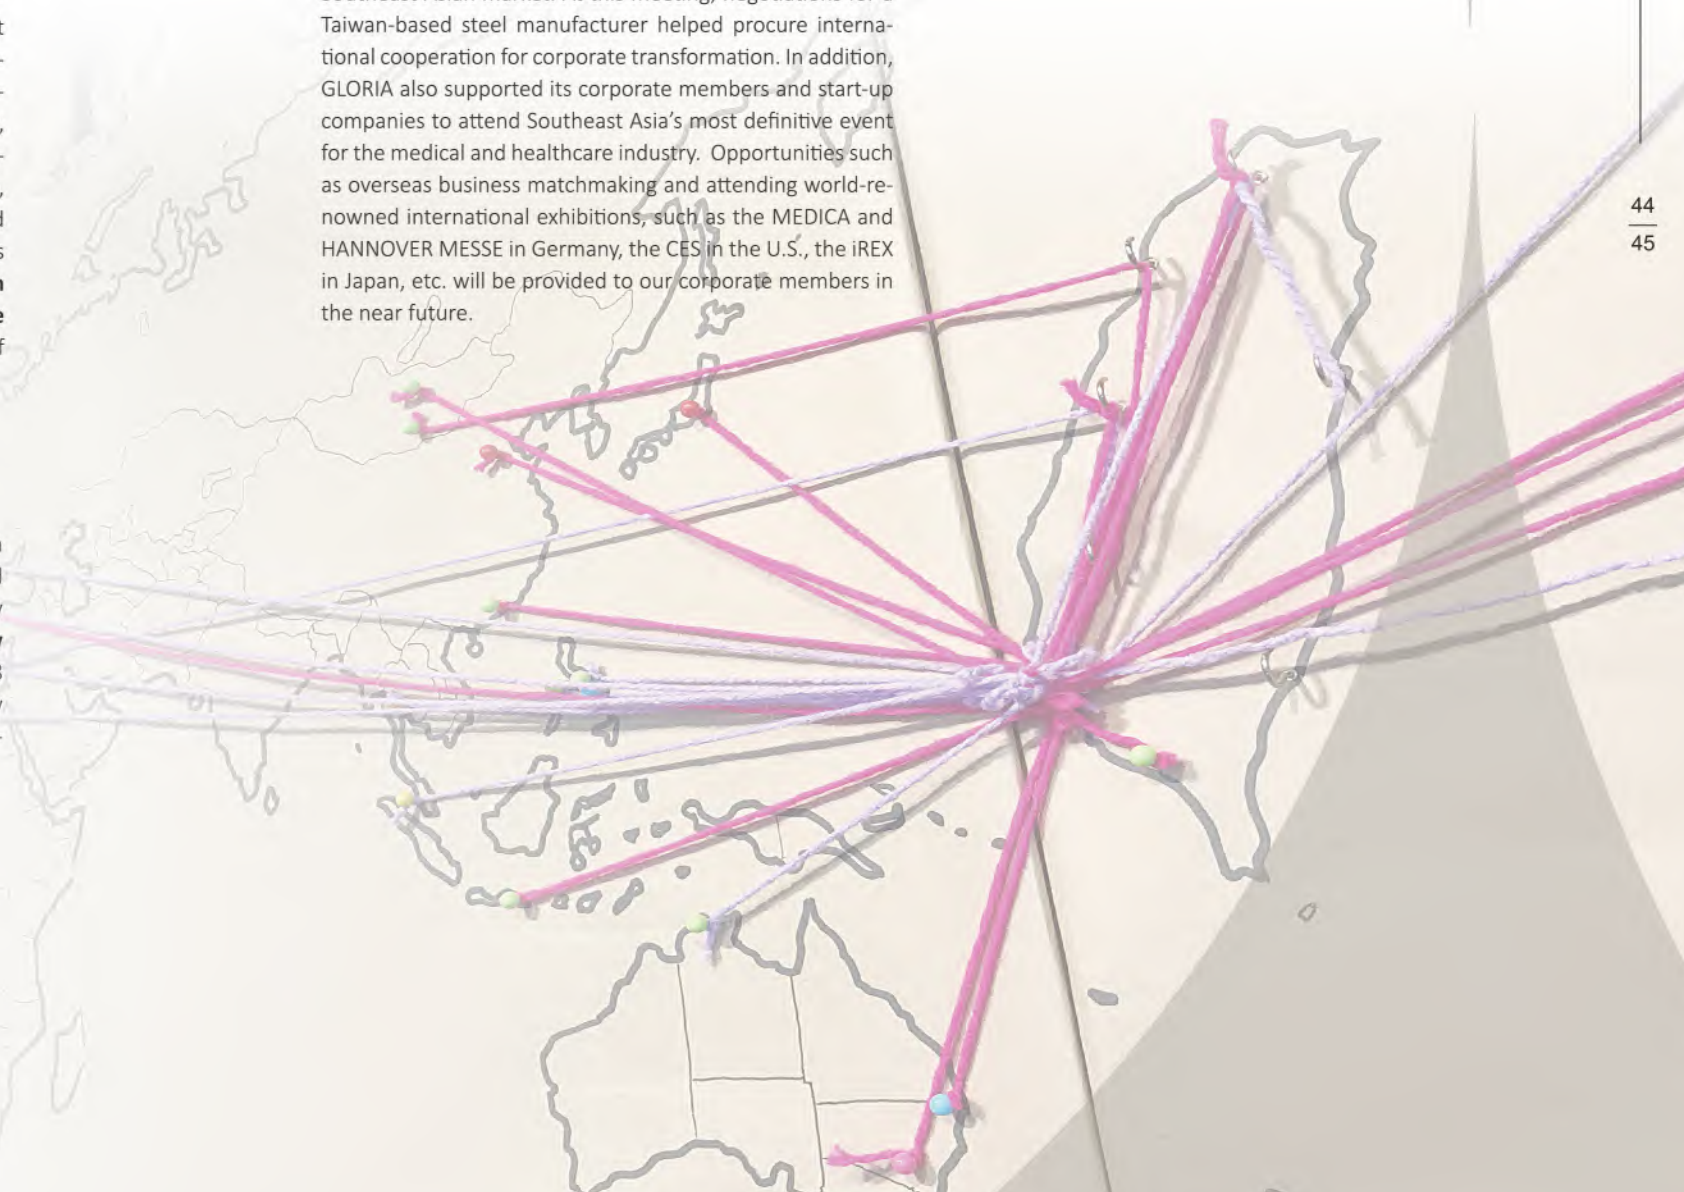 Taiwan-based steel manufacturer helped procure interna-
tional cooperation for corporate transformation. In addition,
GLORIA also supported its corporate members and start-up
companies to attend Southeast Asia's most definitive event
for the medical and healthcare industry.  Opportunities such
as overseas business matchmaking and attending world-re-
nowned international exhibitions, such as the MEDICA and
HANNOVER MESSE in Germany, the CES in the U.S., the iREX
in Japan, etc. will be provided to our corporate members in
the near future.
44
45